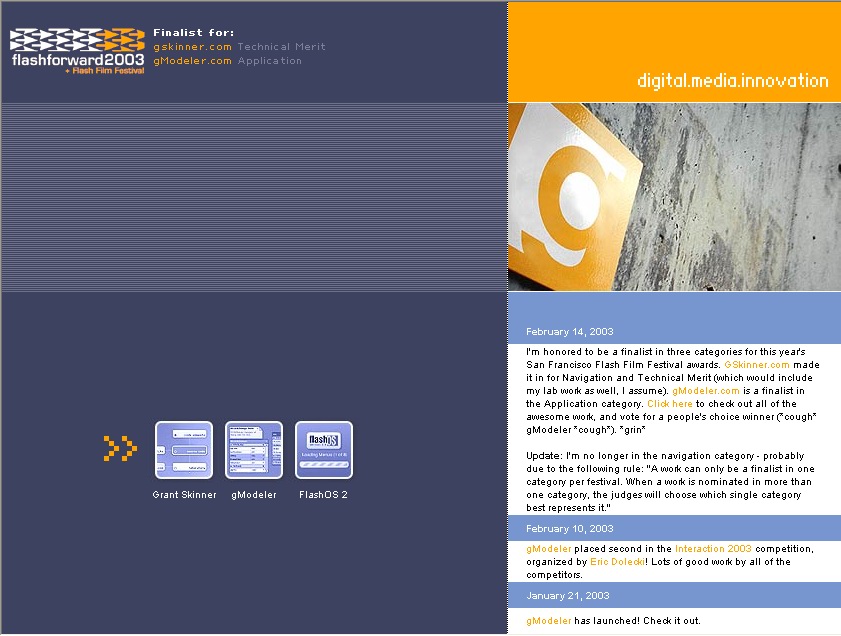 flashforward2003
+ Flash Film Festival
Finalist for:
gskinner.com Technical Merit
gModeler.com Application
digital.media.innovation
g
February 14, 2003
I'm honored to be a finalist in three categories for this year's
San Francisco Flash Film Festival awards. GSkinner.com made
it in for Navigation and Technical Merit (which would include
my lab work as well, I assume). gModeler.com is a finalist in
the Application category. Click here to check out all of the
awesome work, and vote for a people's choice winner (*cough*
gModeler *cough*). *grin*
Update: I'm no longer in the navigation category - probably
due to the following rule: "A work can only be a finalist in one
category per festival. When a work is nominated in more than
one category, the judges will choose which single category
best represents it."
February 10, 2003
gModeler placed second in the Interaction 2003 competition,
organized by Eric Dolecki! Lots of good work by all of the
competitors.
January 21, 2003
gModeler has launched! Check it out.
flashOS
Grant Skinner
gModeler
FlashOS 2